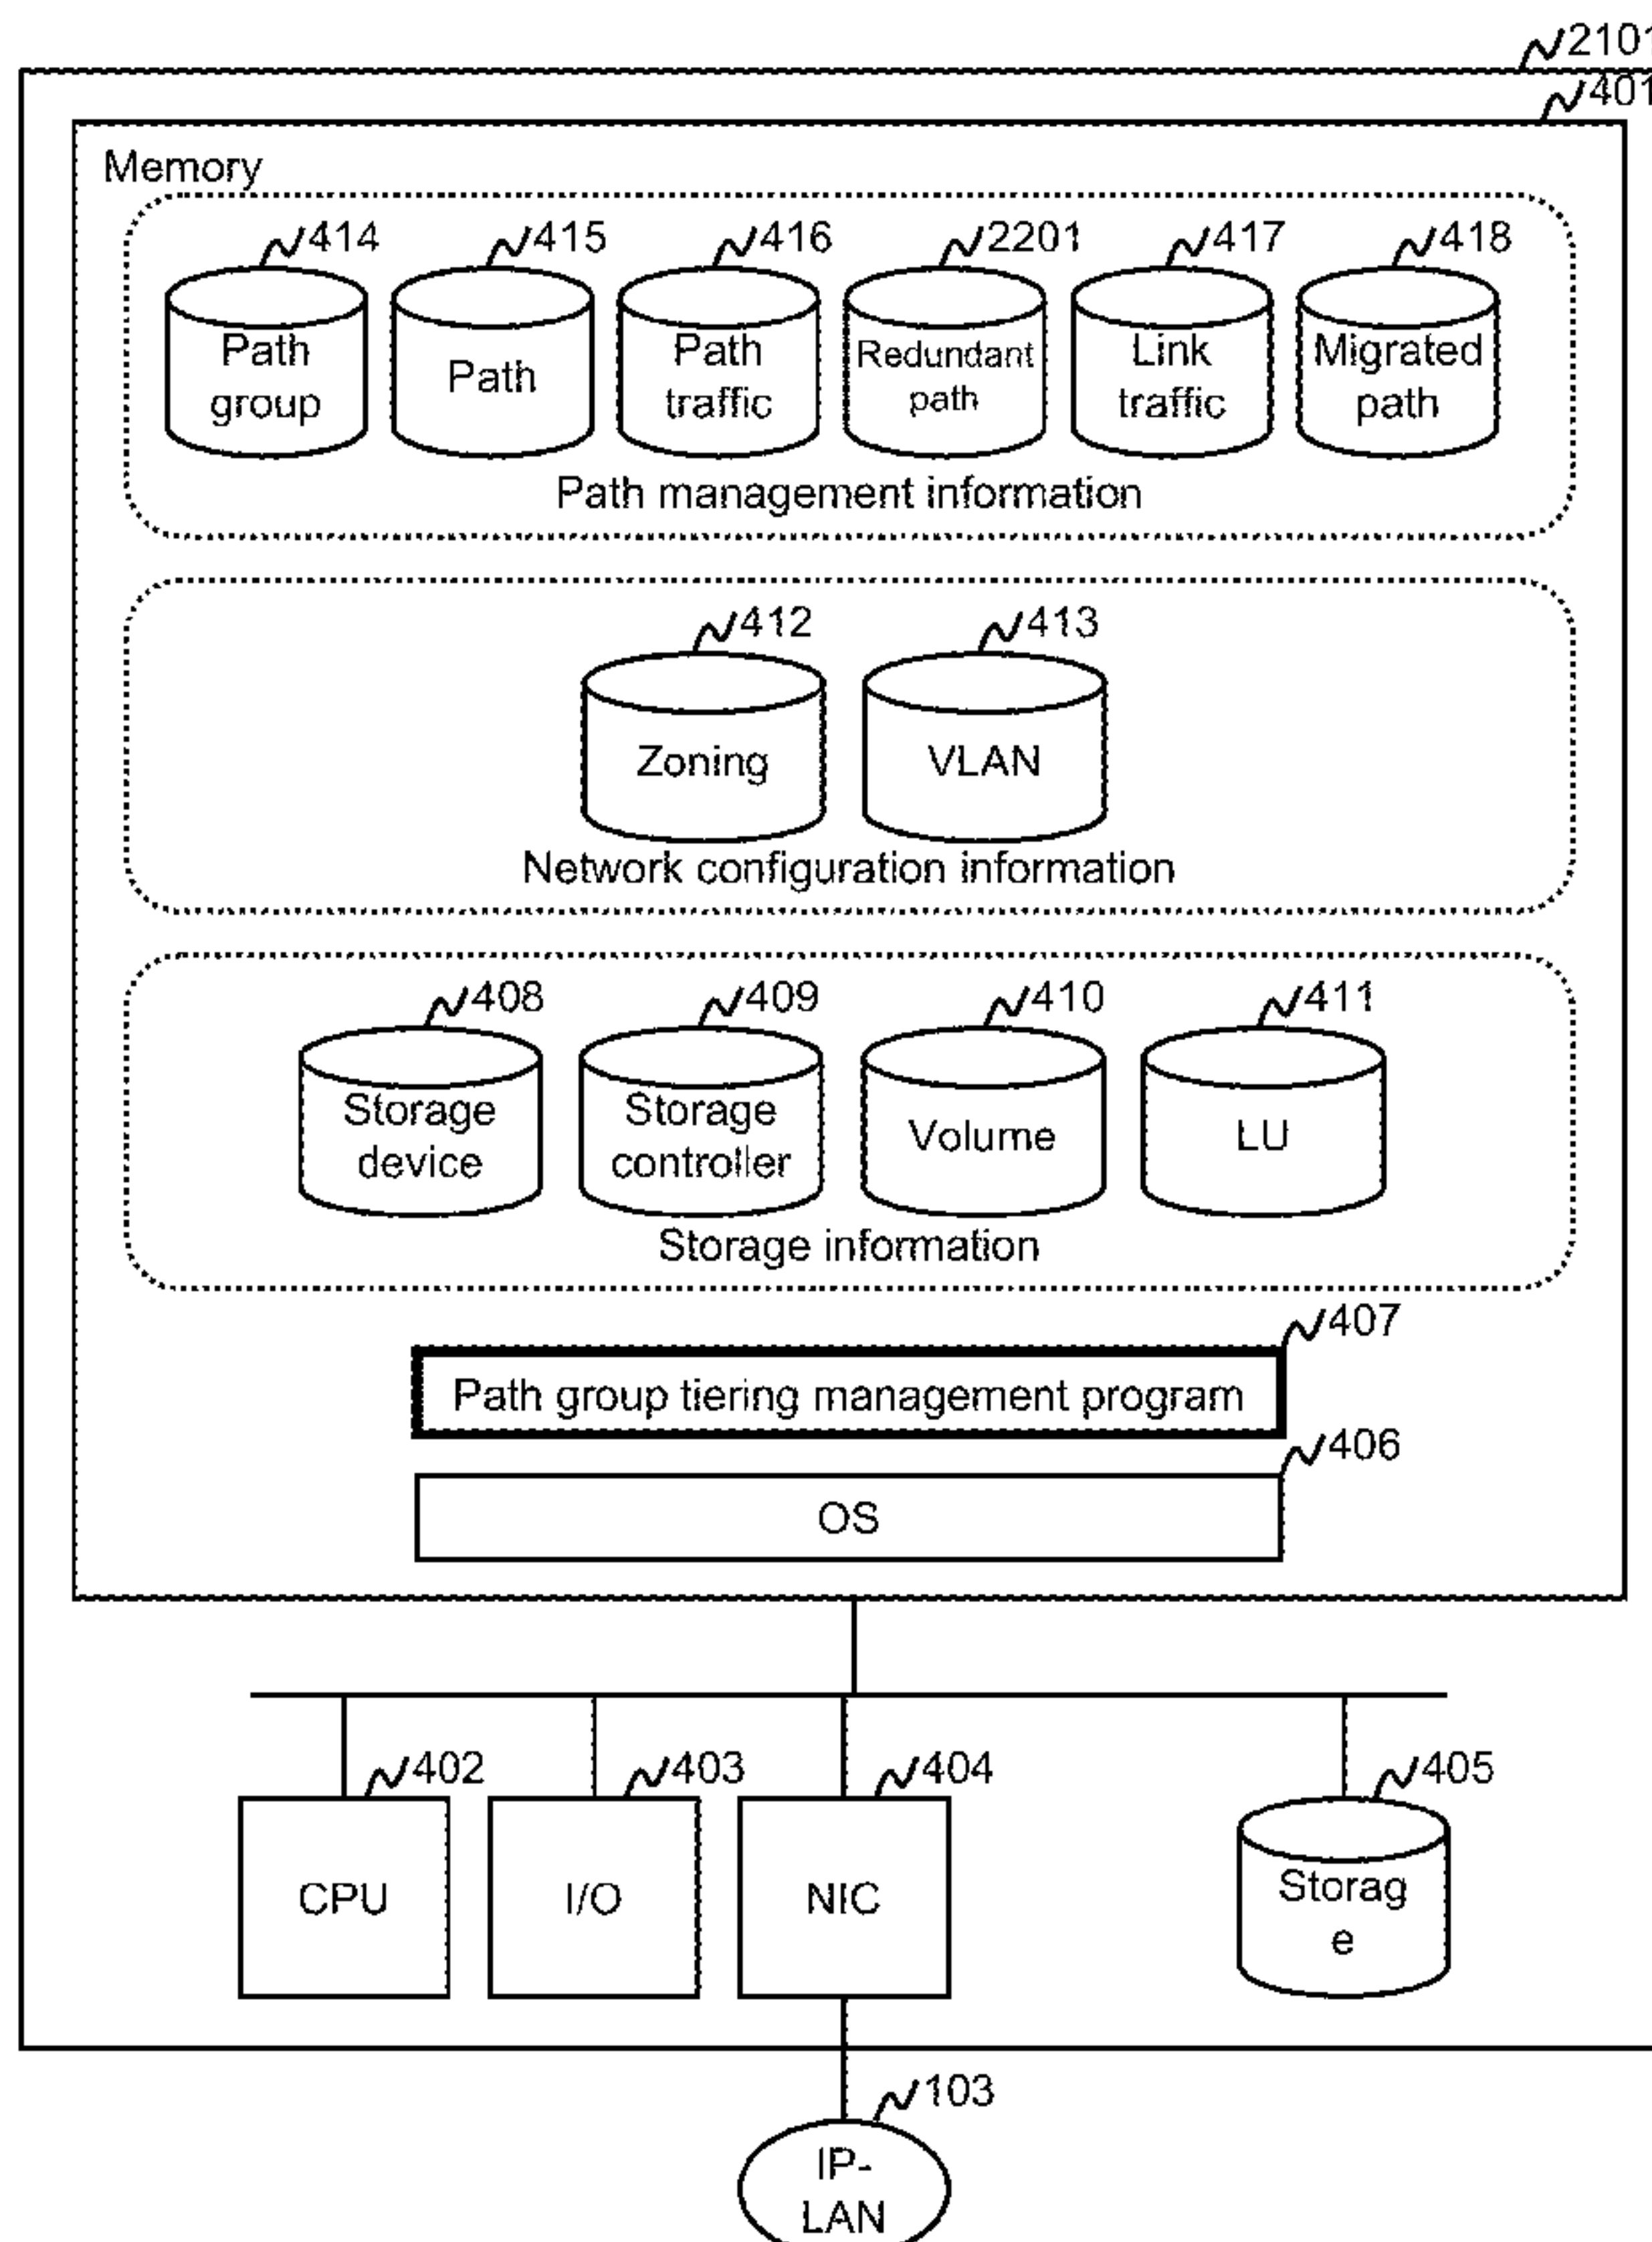 2101
401
Memory
414 415 416 2201 417 418
Path Path Redundant Link Migrated
Path
group traffic path traffic path
Path management information
412 413
Zoning VLAN
Network configuration information
408 409 410 411
Storage Storage
Volume LU
device controller
Storage information
407
Path group tiering management program
406
OS
402 403 404 405
CPU I/O NIC Storag
e
103
IP-
LAN